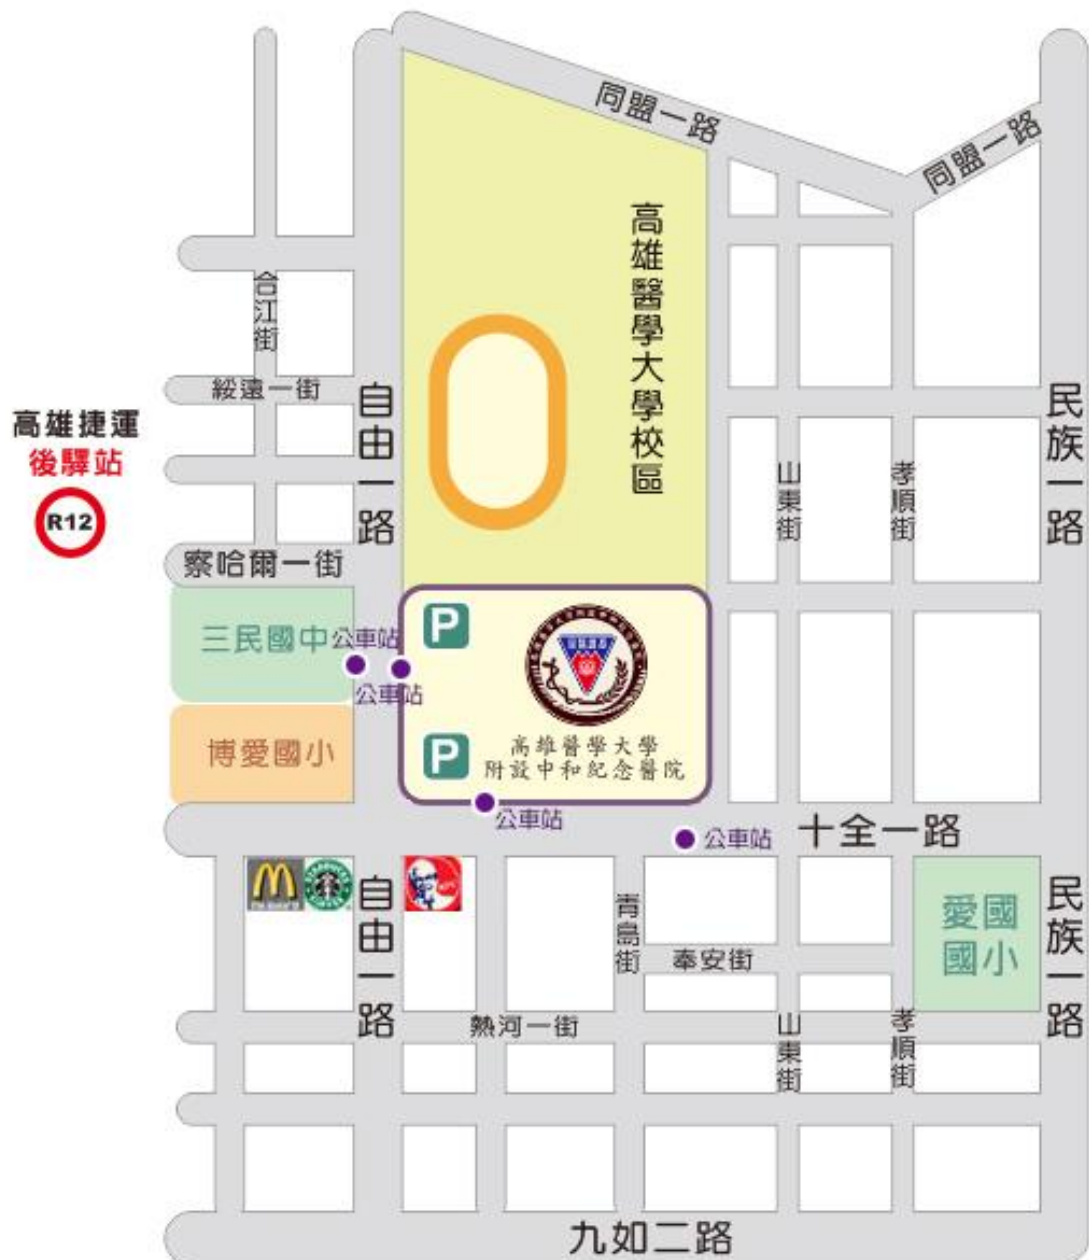 同盟一路
同盟一路
高雄醫學大學校區
合江街
綏遠一街
自由一路
民族一路
高雄捷運
後驛站
R12
山東街
孝順街
察哈爾一街
三民國中
公車站
公車站
P
博愛國小
P
高雄醫學大學
附設中和紀念醫院
公車站
公車站
十全一路
自由一路
KFC
青島街
奉安街
愛國
國小
民族一路
熱河一街
山東街
孝順街
九如二路